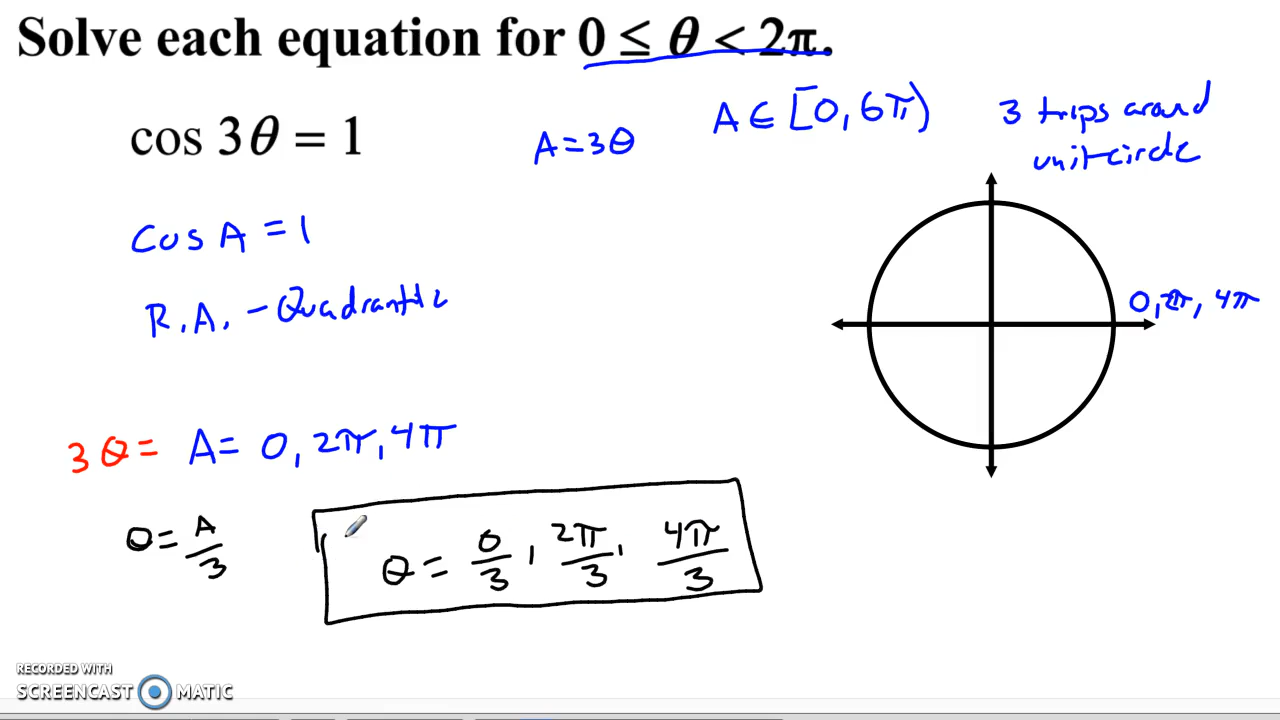 Solve each equation for 0 ≤ θ < 2π.
cos 3θ = 1
A = 3θ
A ∈ [0, 6π)
3 trips around
unit circle
Cos A = 1
R.A. - Quadrantile
0, 2π, 4π
3θ = A = 0, 2π, 4π
θ = A/3
θ = 0/3, 2π/3, 4π/3
RECORDED WITH
SCREENCAST MATIC